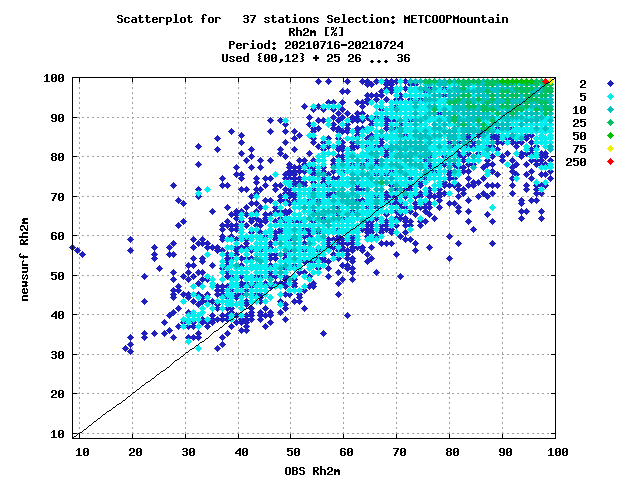 Scatterplot for   37 stations Selection: METCOOPMountain
Rh2m [%]
Period: 20210716-20210724
Used {00,12} + 25 26 ... 36
100
90
80
70
60
50
40
30
20
10
newsurf Rh2m
2
5
10
25
50
75
250
10 20 30 40 50 60 70 80 90 100
OBS Rh2m